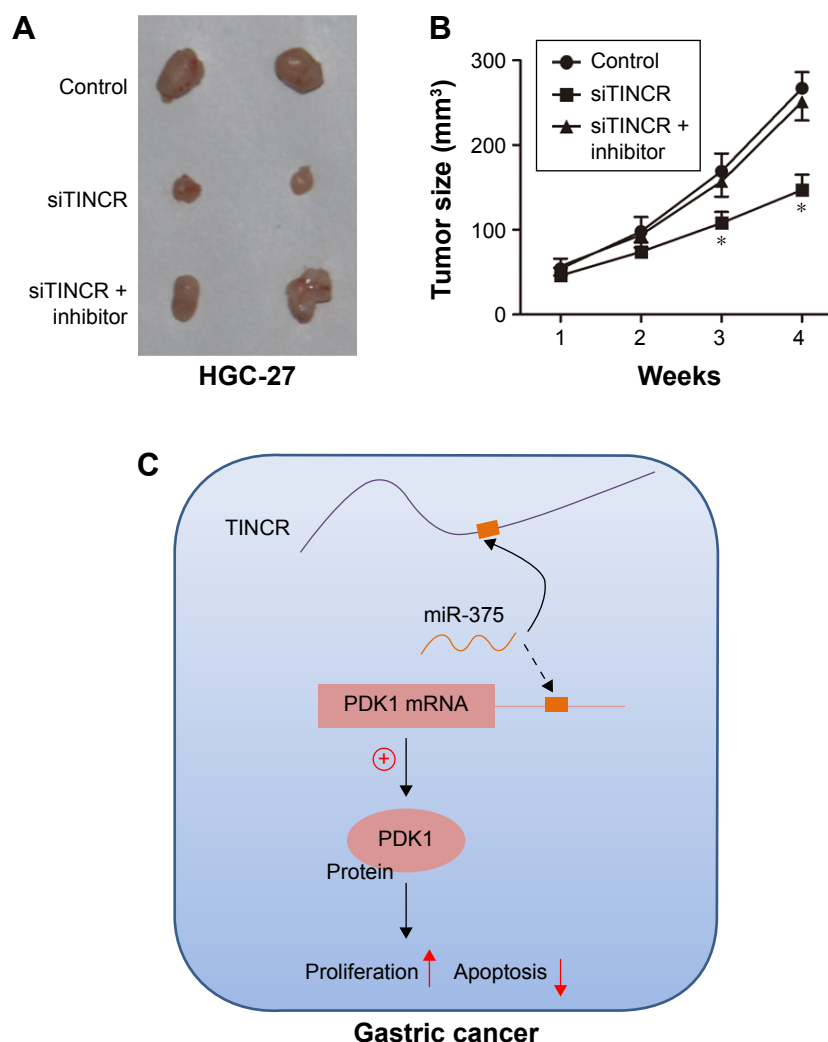 A
Control
siTINCR
siTINCR +
inhibitor
HGC-27
B
Control
siTINCR
siTINCR +
inhibitor
Tumor size (mm³)
300
200
100
0
1 2 3 4
*
*
Weeks
C
TINCR
miR-375
PDK1 mRNA
+
PDK1
Protein
Proliferation Apoptosis
Gastric cancer